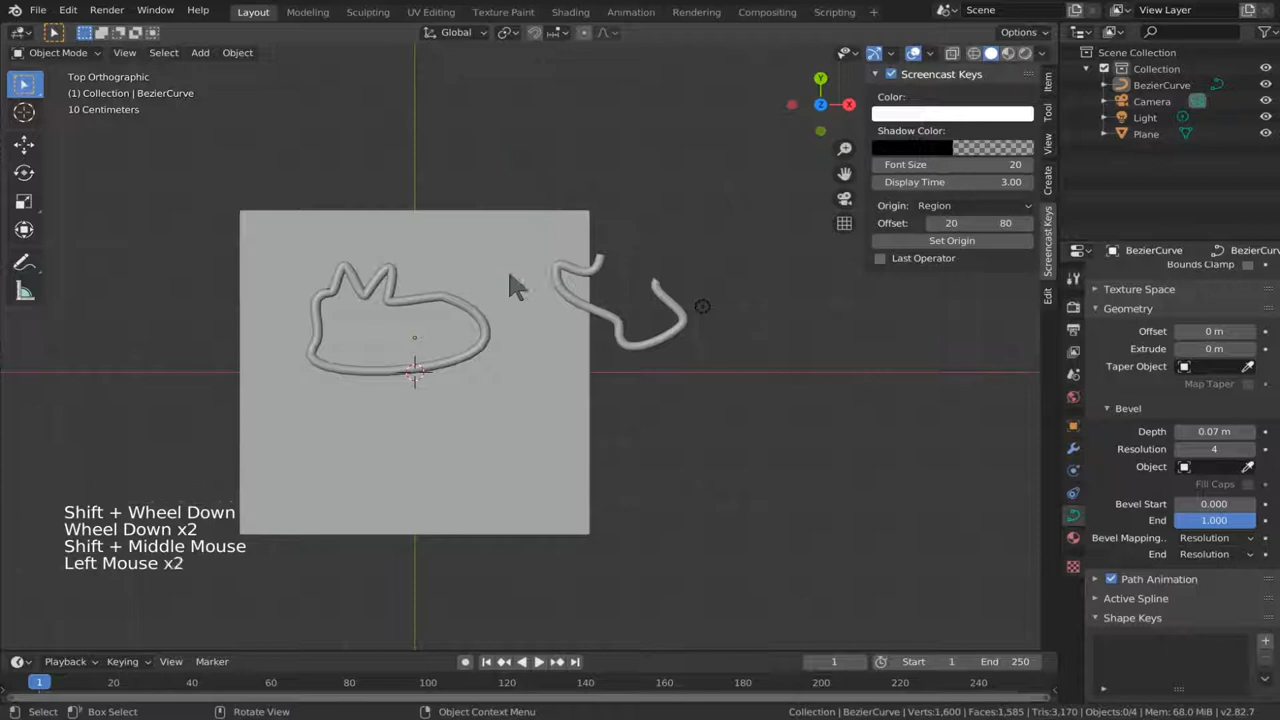 File Edit Render Window Help Layout Modeling Sculpting UV Editing Texture Paint Shading Animation Rendering Compositing Scripting + Scene View Layer
Global Options
Object Mode View Select Add Object
Top Orthographic
(1) Collection | BezierCurve
10 Centimeters
Y
Z
X
Screencast Keys
Color:
Shadow Color:
Font Size 20
Display Time 3.00
Origin: Region
Offset: 20 80
Set Origin
Last Operator
Item
Tool
View
Create
Screencast Keys
Edit
Scene Collection
Collection
BezierCurve
Camera
Light
Plane
BezierCurve BezierCurv
Bounds Clamp
Texture Space
Geometry
Offset 0 m
Extrude 0 m
Taper Object
Map Taper
Bevel
Depth 0.07 m
Resolution 4
Object
Fill Caps
Bevel Start 0.000
End 1.000
Bevel Mapping.. Resolution
End Resolution
Path Animation
Active Spline
Shape Keys
Shift + Wheel Down
Wheel Down x2
Shift + Middle Mouse
Left Mouse x2
Playback Keying View Marker 1 Start 1 End 250
1 20 40 60 80 100 120 140 160 180 200 220 240
Select Box Select Rotate View Object Context Menu Collection | BezierCurve | Verts:1,600 | Faces:1,585 | Tris:3,170 | Objects:0/4 | Mem: 68.0 MiB | v2.82.7